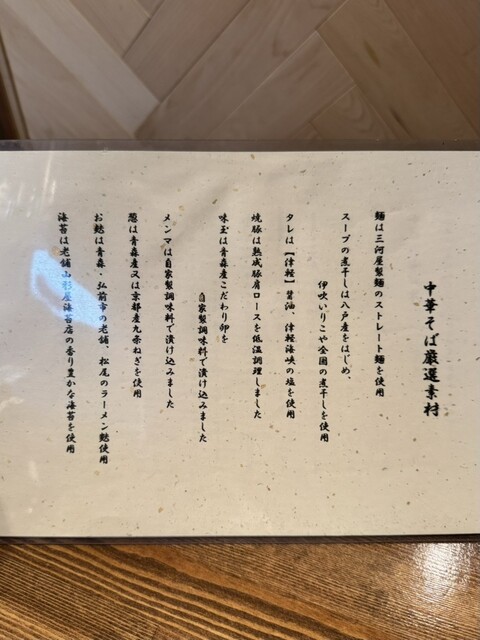 中華そば厳選素材
麺は三河屋製麺のストレート麺を使用
スープの煮干しは八戸産をはじめ、
伊吹いりこや全国の煮干しを使用
タレは【津軽】醤油、津軽海峡の塩を使用
焼豚は熟成豚肩ロースを低温調理しました
味玉は青森産こだわり卵を
自家製調味料で漬け込みました
メンマは自家製調味料で漬け込みました
葱は青森産又は京都産九条ねぎを使用
お麩は青森・弘前市の老舗、松尾のラーメン麩使用
海苔は老舗山形屋海苔店の香り豊かな海苔を使用